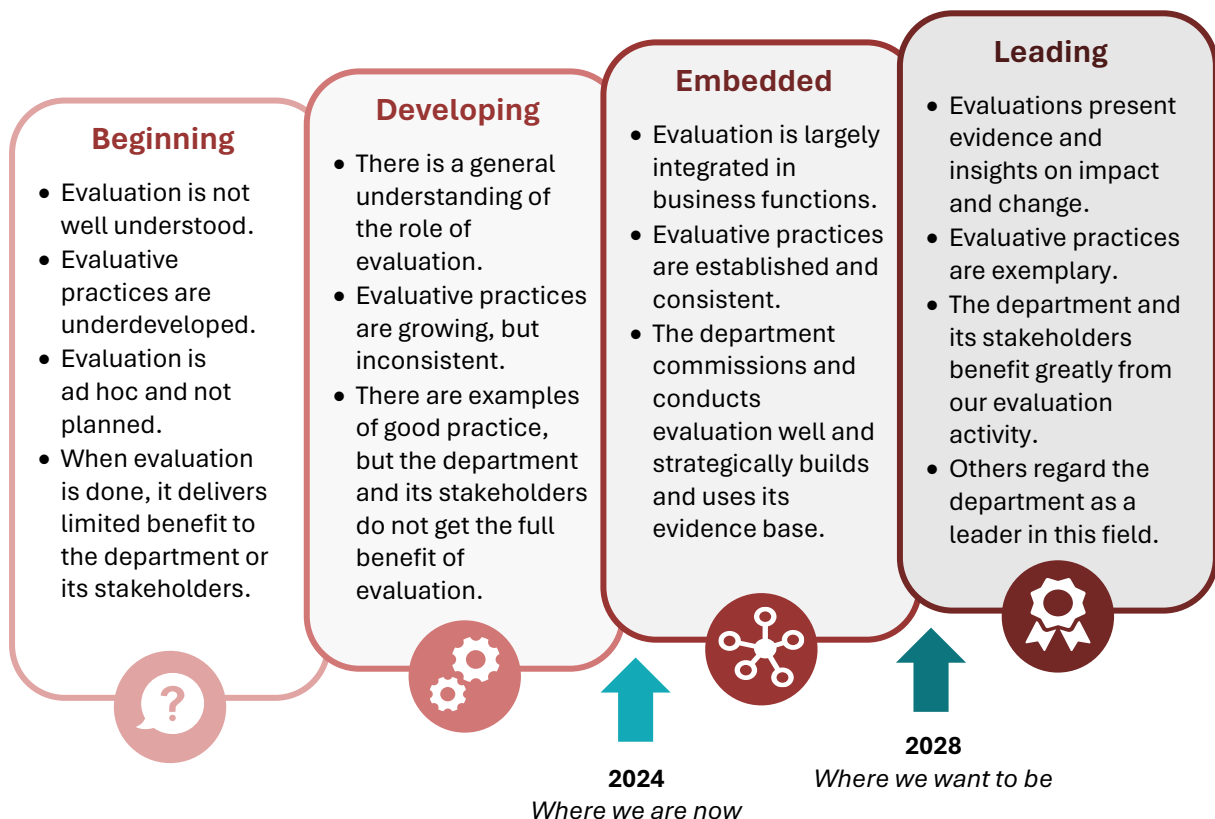 Beginning
• Evaluation is not
well understood.
• Evaluative
practices are
underdeveloped.
• Evaluation is
ad hoc and not
planned.
• When evaluation
is done, it delivers
limited benefit to
the department or
its stakeholders.
?
Developing
• There is a general
understanding of
the role of
evaluation.
• Evaluative practices
are growing, but
inconsistent.
• There are examples
of good practice,
but the department
and its stakeholders
do not get the full
benefit of
evaluation.
Embedded
• Evaluation is largely
integrated in
business functions.
• Evaluative practices
are established and
consistent.
• The department
commissions and
conducts
evaluation well and
strategically builds
and uses its
evidence base.
Leading
• Evaluations present
evidence and
insights on impact
and change.
• Evaluative practices
are exemplary.
• The department and
its stakeholders
benefit greatly from
our evaluation
activity.
• Others regard the
department as a
leader in this field.
2024
Where we are now
2028
Where we want to be